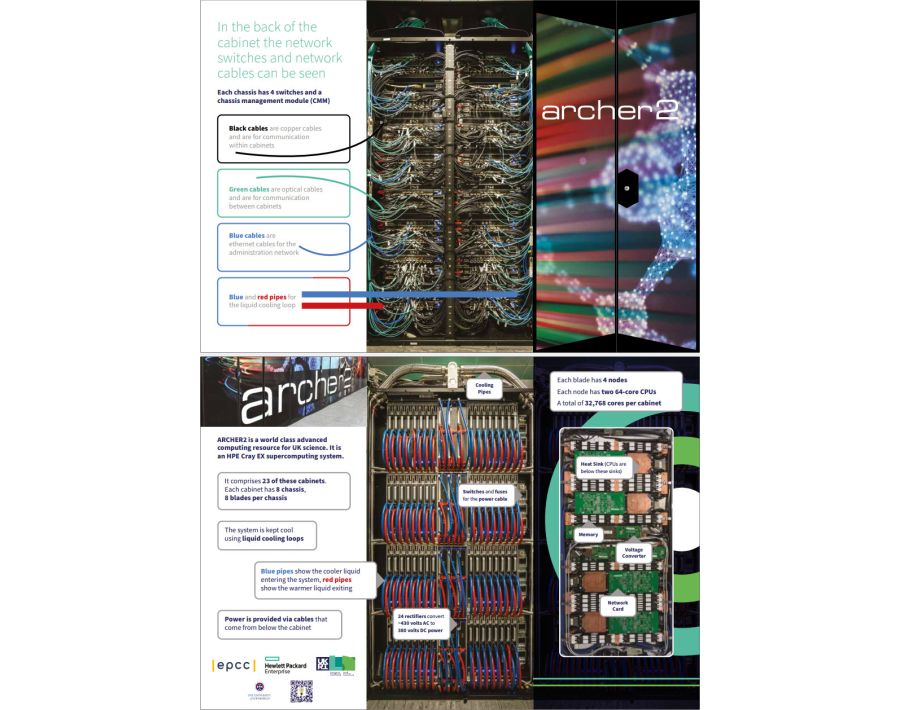 In the back of the
cabinet the network
switches and network
cables can be seen
Each chassis has 4 switches and a
chassis management module (CMM)
Black cables are copper cables
and are for communication
within cabinets
Green cables are optical cables
and are for communication
between cabinets
Blue cables are
ethernet cables for the
administration network
Blue and red pipes for
the liquid cooling loop
archer2
archer2
ARCHER2 is a world class advanced
computing resource for UK science. It is
an HPE Cray EX supercomputing system.
It comprises 23 of these cabinets.
Each cabinet has 8 chassis,
8 blades per chassis
The system is kept cool
using liquid cooling loops
Blue pipes show the cooler liquid
entering the system, red pipes
show the warmer liquid exiting
Power is provided via cables that
come from below the cabinet
epcc
Hewlett Packard
Enterprise
UKRI
Cooling
Pipes
Switches and fuses
for the power cable
24 rectifiers convert
~430 volts AC to
380 volts DC power
Each blade has 4 nodes
Each node has two 64-core CPUs
A total of 32,768 cores per cabinet
Heat Sink (CPUs are
below these sinks)
Memory
Voltage
Converter
Network
Card